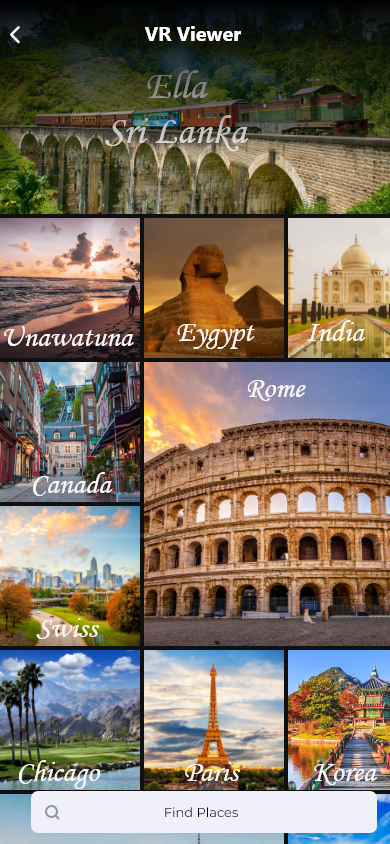 VR Viewer
Ella
Sri Lanka
Unawatuna
Eygypt
India
Canada
Rome
Swiss
Chicago
Paris
Korea
Find Places